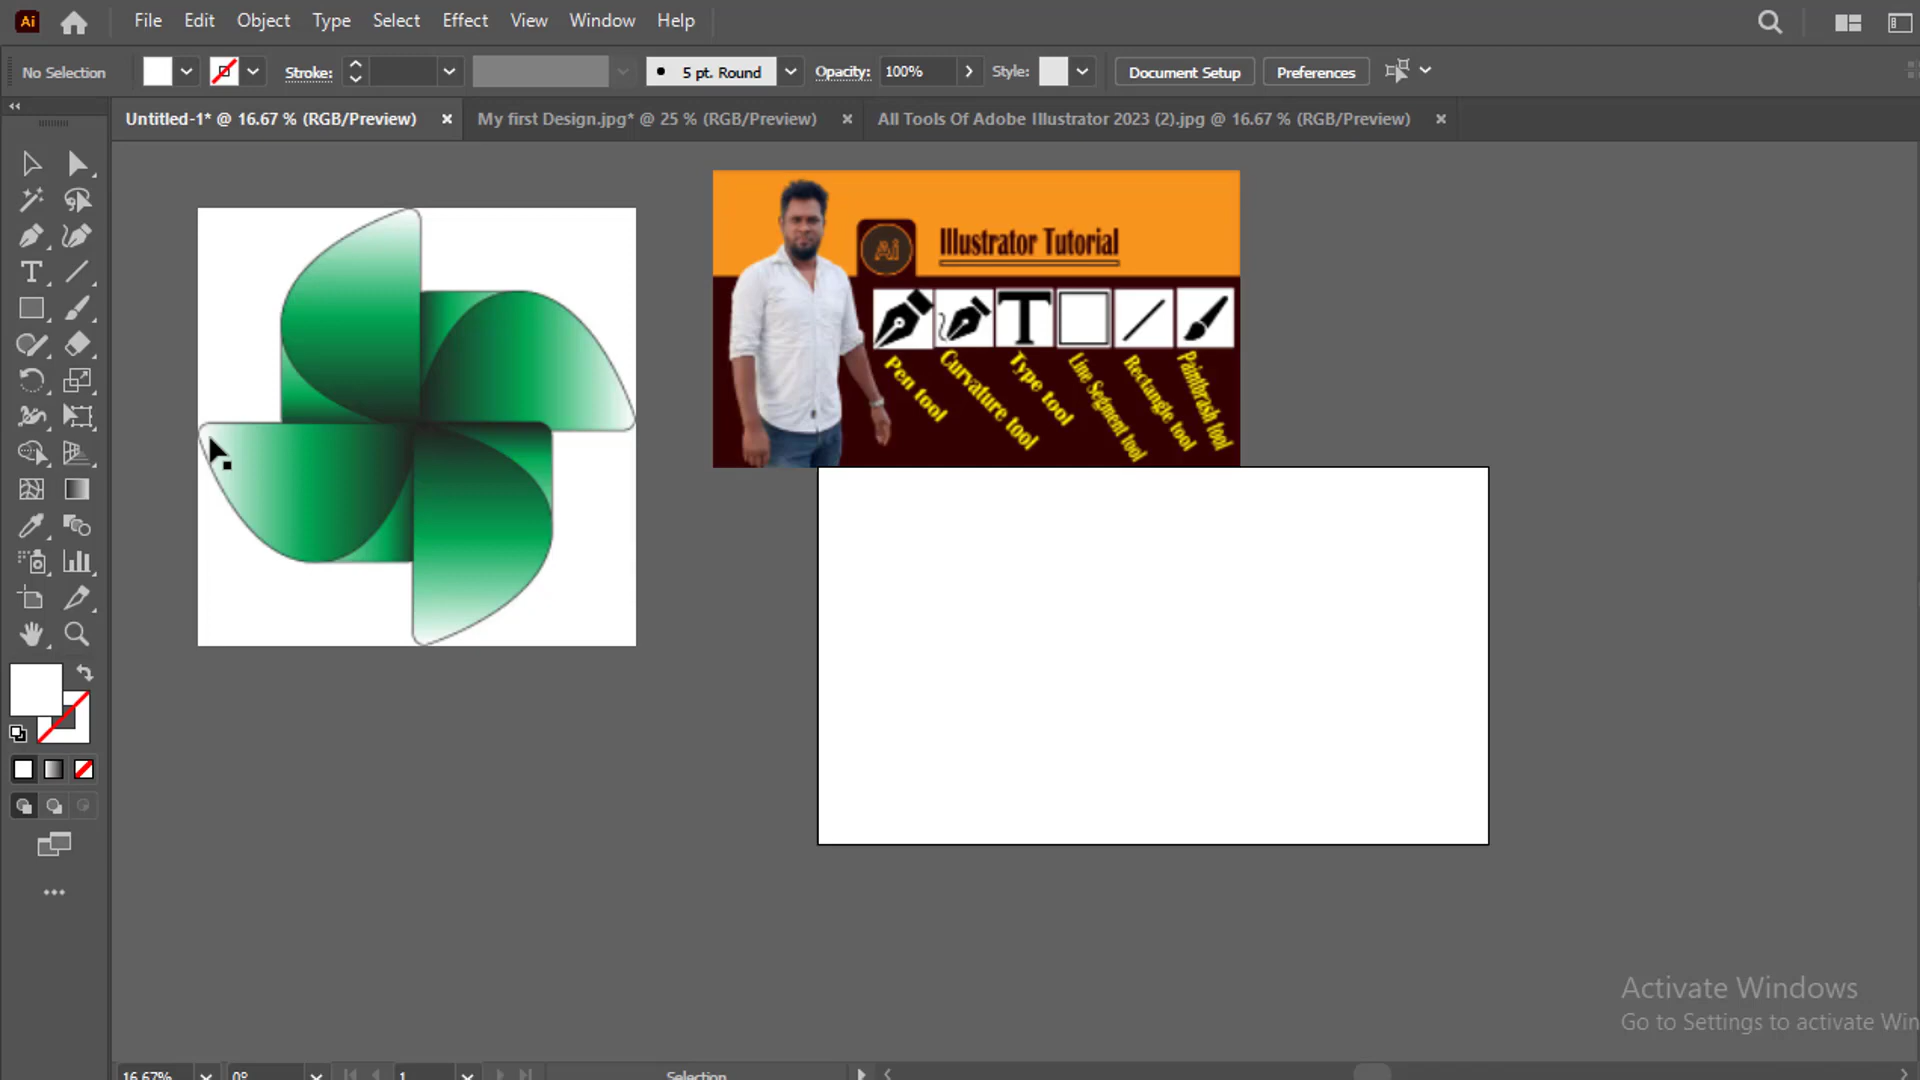 Ai File Edit Object Type Select Effect View Window Help
No Selection Stroke: 5 pt. Round Opacity: 100% Style: Document Setup Preferences
Untitled-1* @ 16.67 % (RGB/Preview) × My first Design.jpg* @ 25 % (RGB/Preview) × All Tools Of Adobe Illustrator 2023 (2).jpg @ 16.67 % (RGB/Preview) ×
Ai Illustrator Tutorial
T
Pen tool
Curvature tool
Type tool
Line Segment tool
Rectangle tool
Paintbrush tool
Activate Windows
Go to Settings to activate Win
16.67% 0° 1 Selection